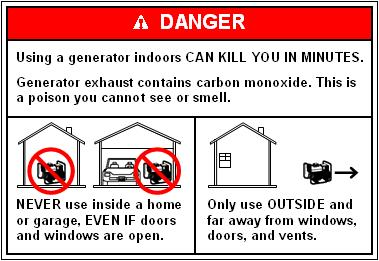 DANGER
Using a generator indoors CAN KILL YOU IN MINUTES.
Generator exhaust contains carbon monoxide. This is
a poison you cannot see or smell.
NEVER use inside a home
or garage, EVEN IF doors
and windows are open.
Only use OUTSIDE and
far away from windows,
doors, and vents.